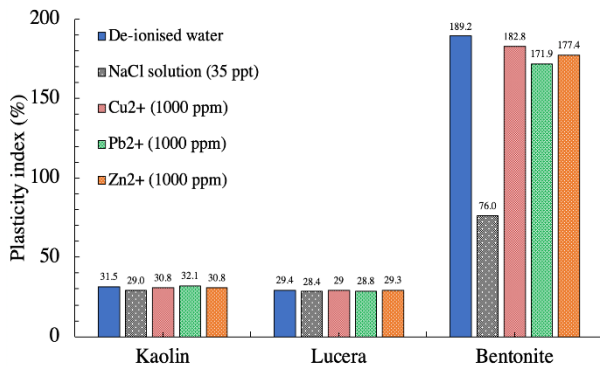 Plasticity index (%)
200
150
100
50
0
De-ionised water
NaCl solution (35 ppt)
Cu2+ (1000 ppm)
Pb2+ (1000 ppm)
Zn2+ (1000 ppm)
31.5 29.0 30.8 32.1 30.8
29.4 28.4 29 28.8 29.3
189.2 76.0 182.8 171.9 177.4
Kaolin Lucera Bentonite